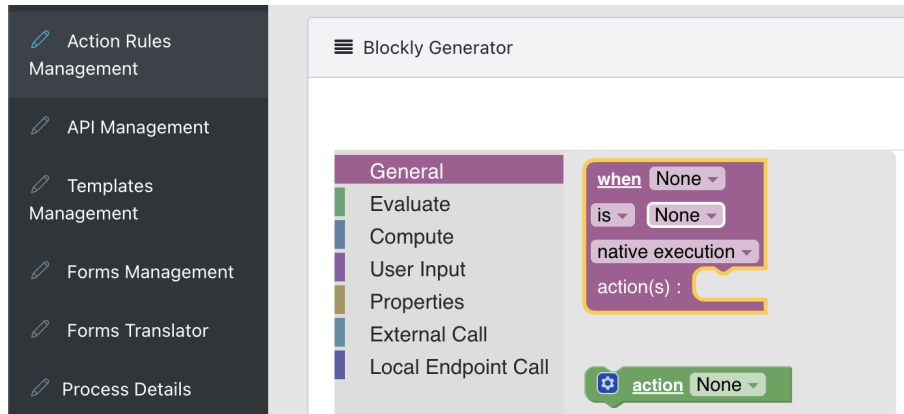 Action Rules
Management
API Management
Templates
Management
Forms Management
Forms Translator
Process Details
Blockly Generator
General
Evaluate
Compute
User Input
Properties
External Call
Local Endpoint Call
when None
is None
native execution
action(s) :
action None